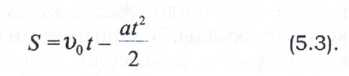 S = υ₀t − at²/2 (5.3).